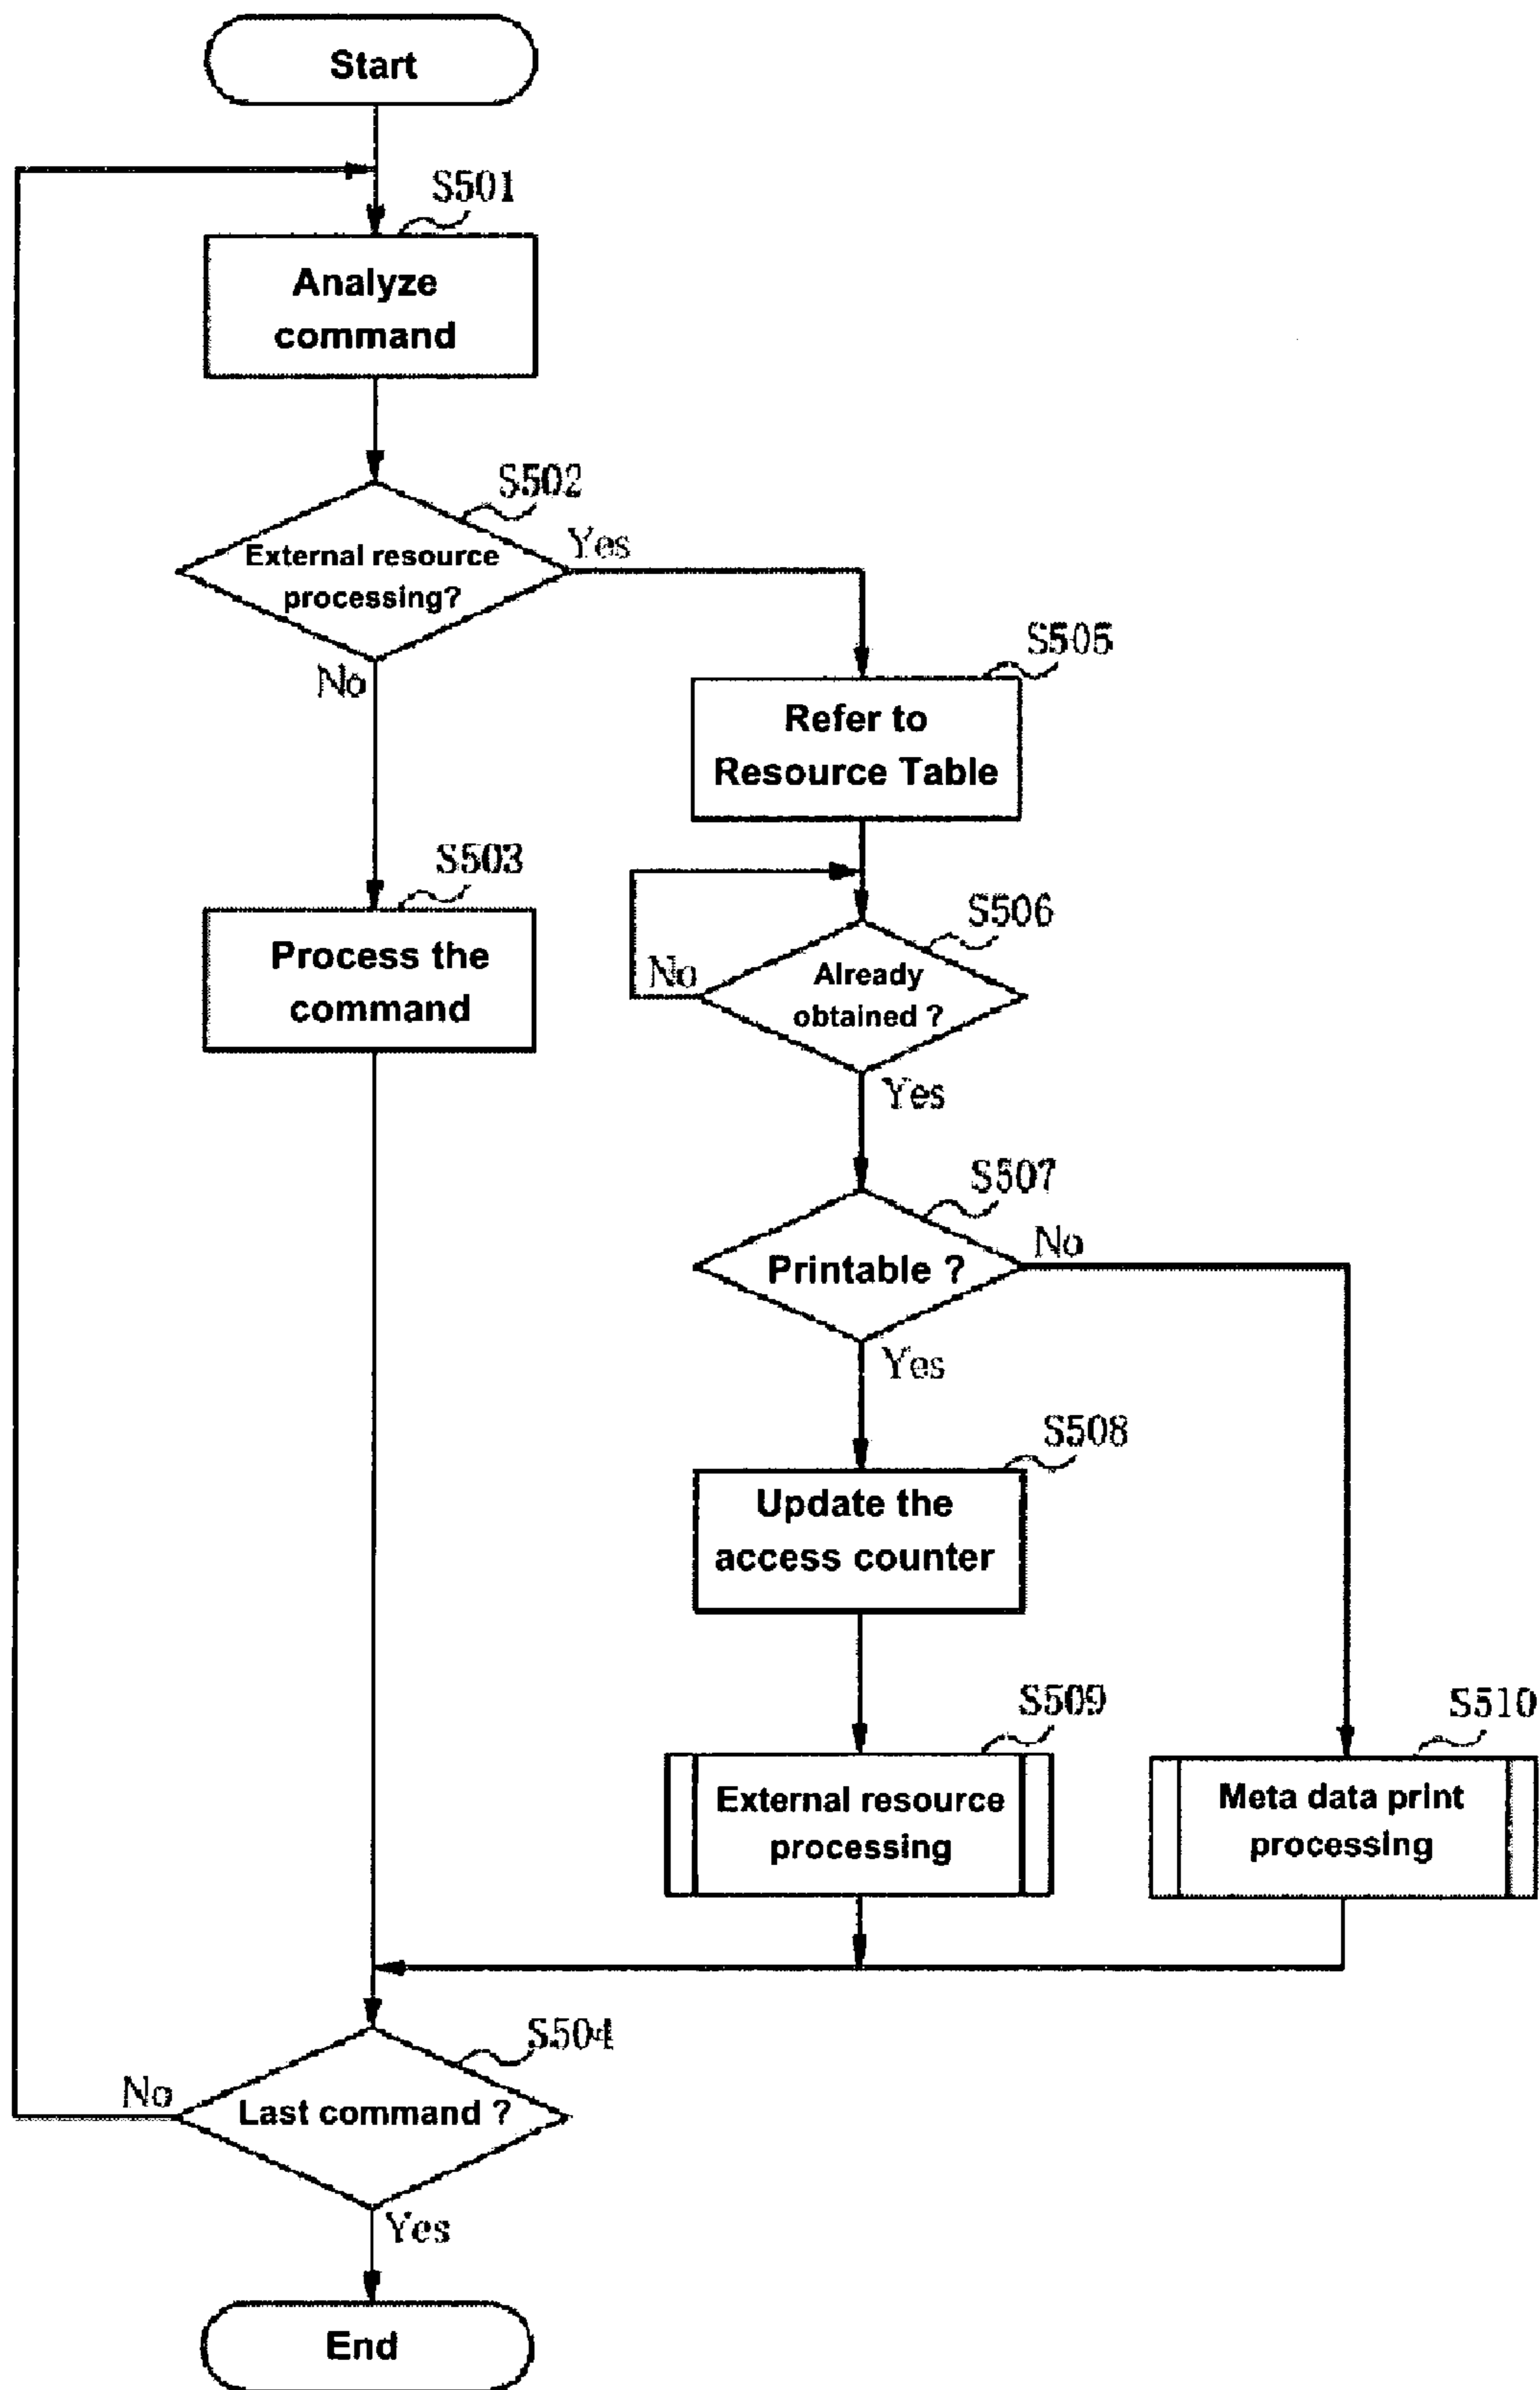 Start
S501
Analyze
command
S502
External resource
processing?
Yes
No
S505
Refer to
Resource Table
S503
Process the
command
S506
Already
obtained ?
No
Yes
S507
Printable ?
No
Yes
S508
Update the
access counter
S509
External resource
processing
S510
Meta data print
processing
S504
Last command ?
No
Yes
End